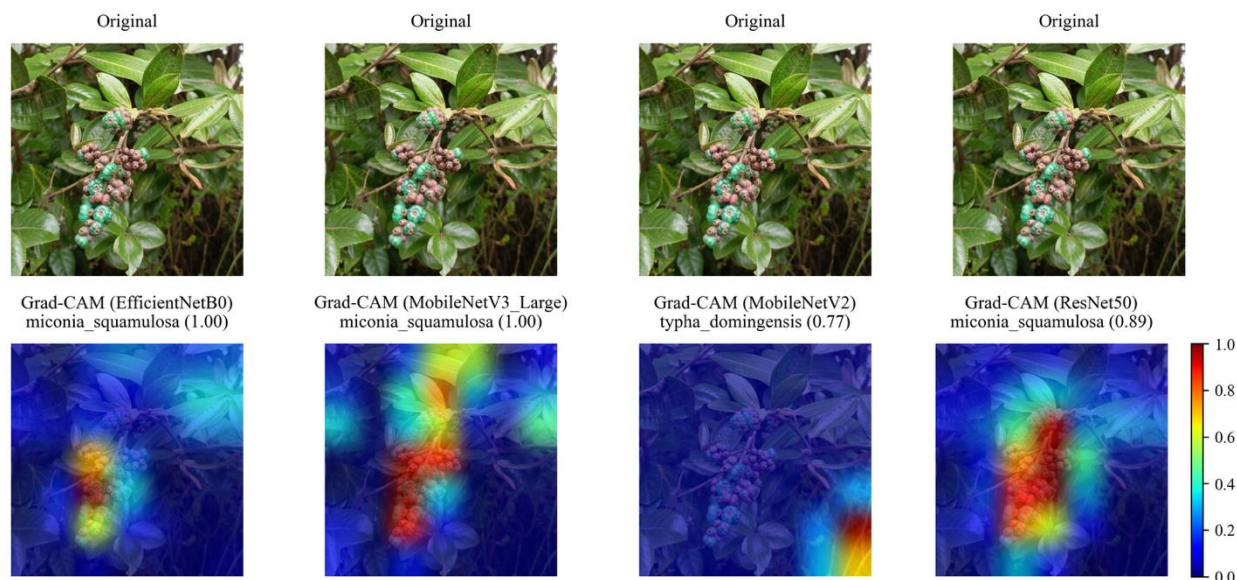 Original
Original
Original
Original
Grad-CAM (EfficientNetB0)
miconia_squamulosa (1.00)
Grad-CAM (MobileNetV3_Large)
miconia_squamulosa (1.00)
Grad-CAM (MobileNetV2)
typha_domingensis (0.77)
Grad-CAM (ResNet50)
miconia_squamulosa (0.89)
1.0
0.8
0.6
0.4
0.2
0.0